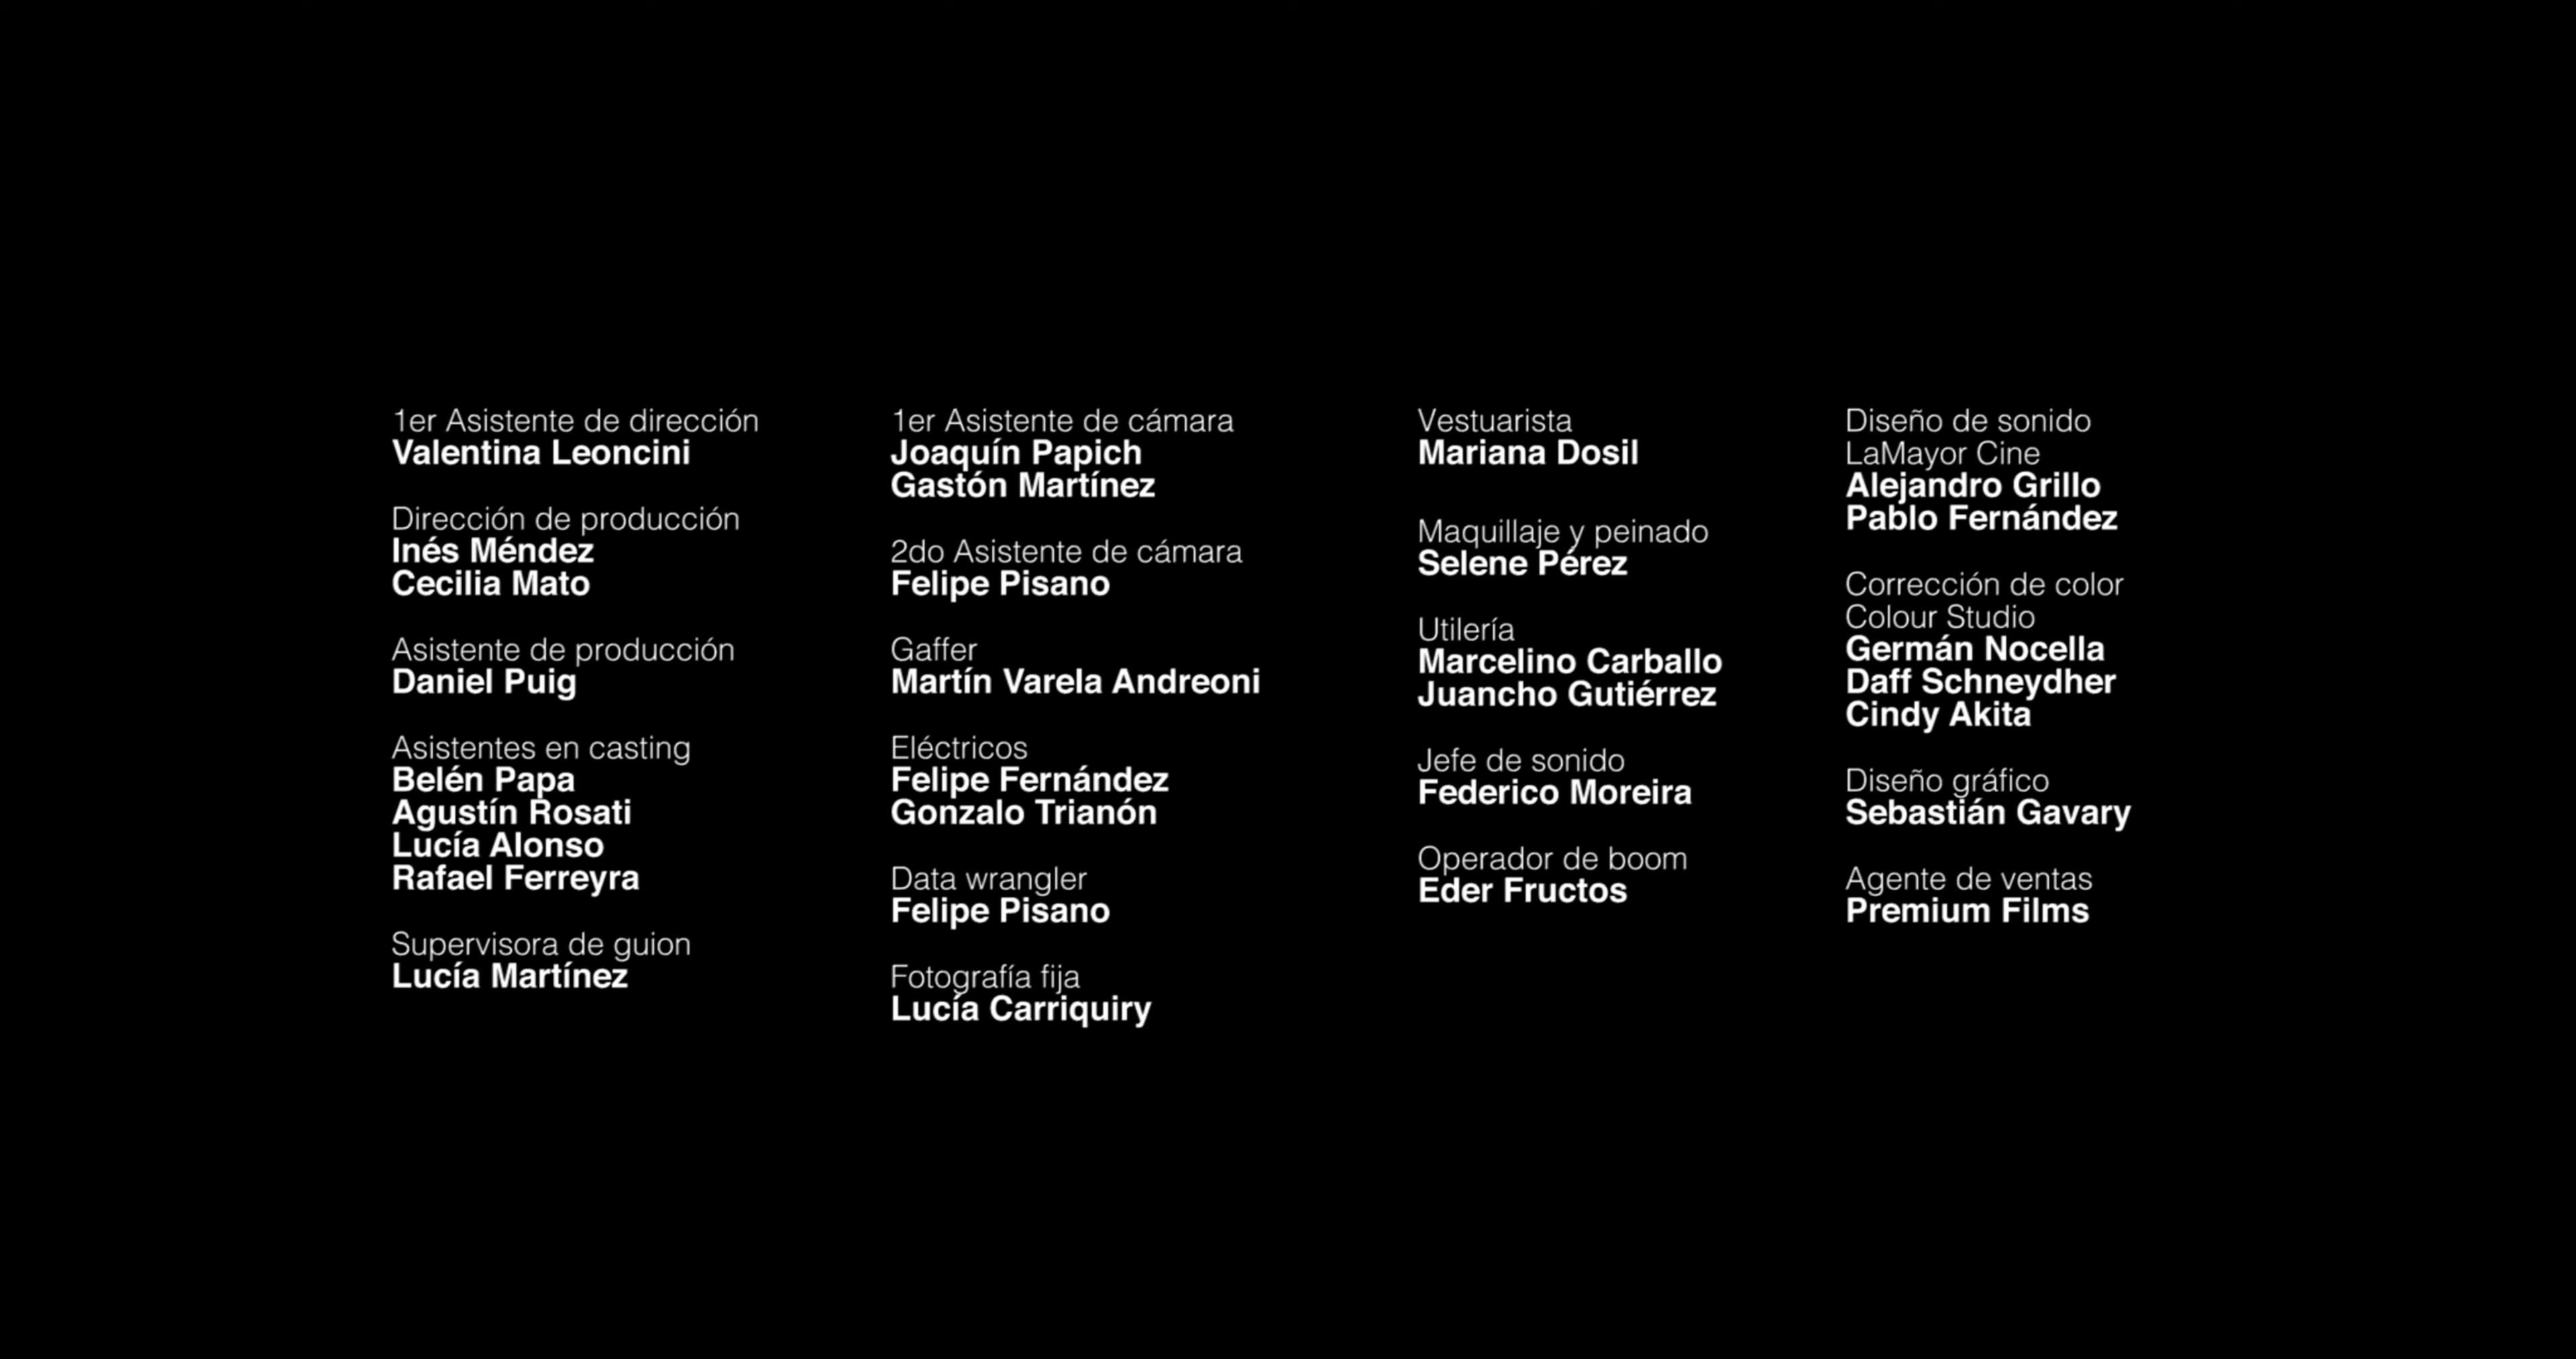 1er Asistente de dirección
Valentina Leoncini
Dirección de producción
Inés Méndez
Cecilia Mato
Asistente de producción
Daniel Puig
Asistentes en casting
Belén Papa
Agustín Rosati
Lucía Alonso
Rafael Ferreyra
Supervisora de guion
Lucía Martínez
1er Asistente de cámara
Joaquín Papich
Gastón Martínez
2do Asistente de cámara
Felipe Pisano
Gaffer
Martín Varela Andreoni
Eléctricos
Felipe Fernández
Gonzalo Trianón
Data wrangler
Felipe Pisano
Fotografía fija
Lucía Carriquiry
Vestuarista
Mariana Dosil
Maquillaje y peinado
Selene Pérez
Utilería
Marcelino Carballo
Juancho Gutiérrez
Jefe de sonido
Federico Moreira
Operador de boom
Eder Fructos
Diseño de sonido
LaMayor Cine
Alejandro Grillo
Pablo Fernández
Corrección de color
Colour Studio
Germán Nocella
Daff Schneydher
Cindy Akita
Diseño gráfico
Sebastián Gavary
Agente de ventas
Premium Films